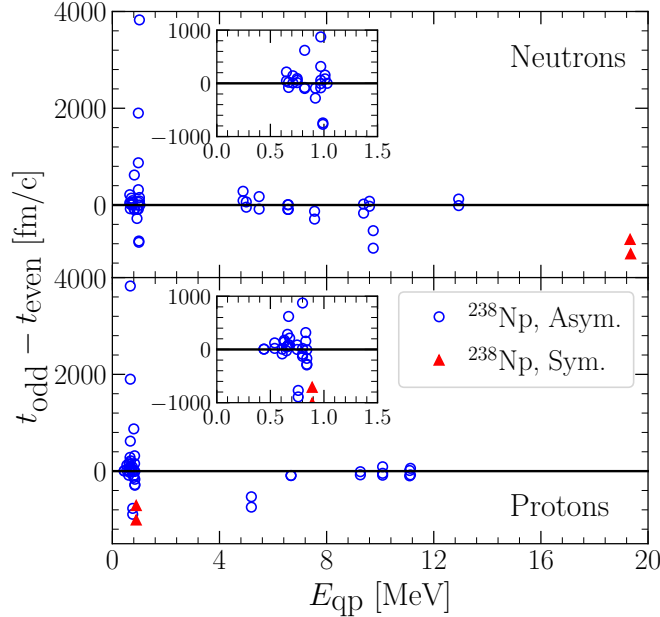 4000
2000
0
1000
0
−1000
0.0 0.5 1.0 1.5
Neutrons
t_odd − t_even [fm/c]
4000
2000
0
1000
0
−1000
0.0 0.5 1.0 1.5
²³⁸Np, Asym.
²³⁸Np, Sym.
Protons
0 4 8 12 16 20
E_qp [MeV]